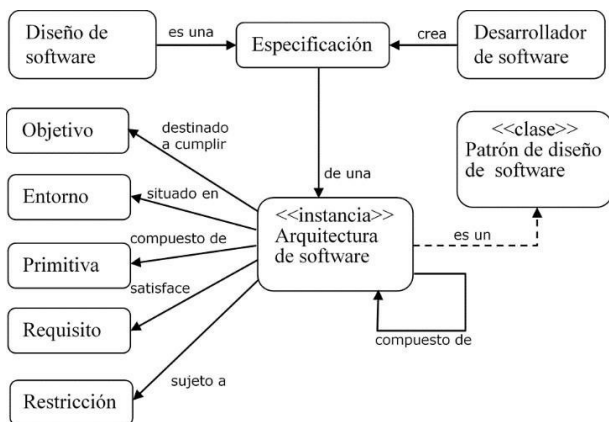 Diseño de
software
es una
Especificación
crea
Desarrollador
de software
Objetivo
destinado
a cumplir
Entorno
situado en
de una
<<clase>>
Patrón de diseño
de software
Primitiva
compuesto de
<<instancia>>
Arquitectura
de software
es un
Requisito
satisface
compuesto de
Restricción
sujeto a